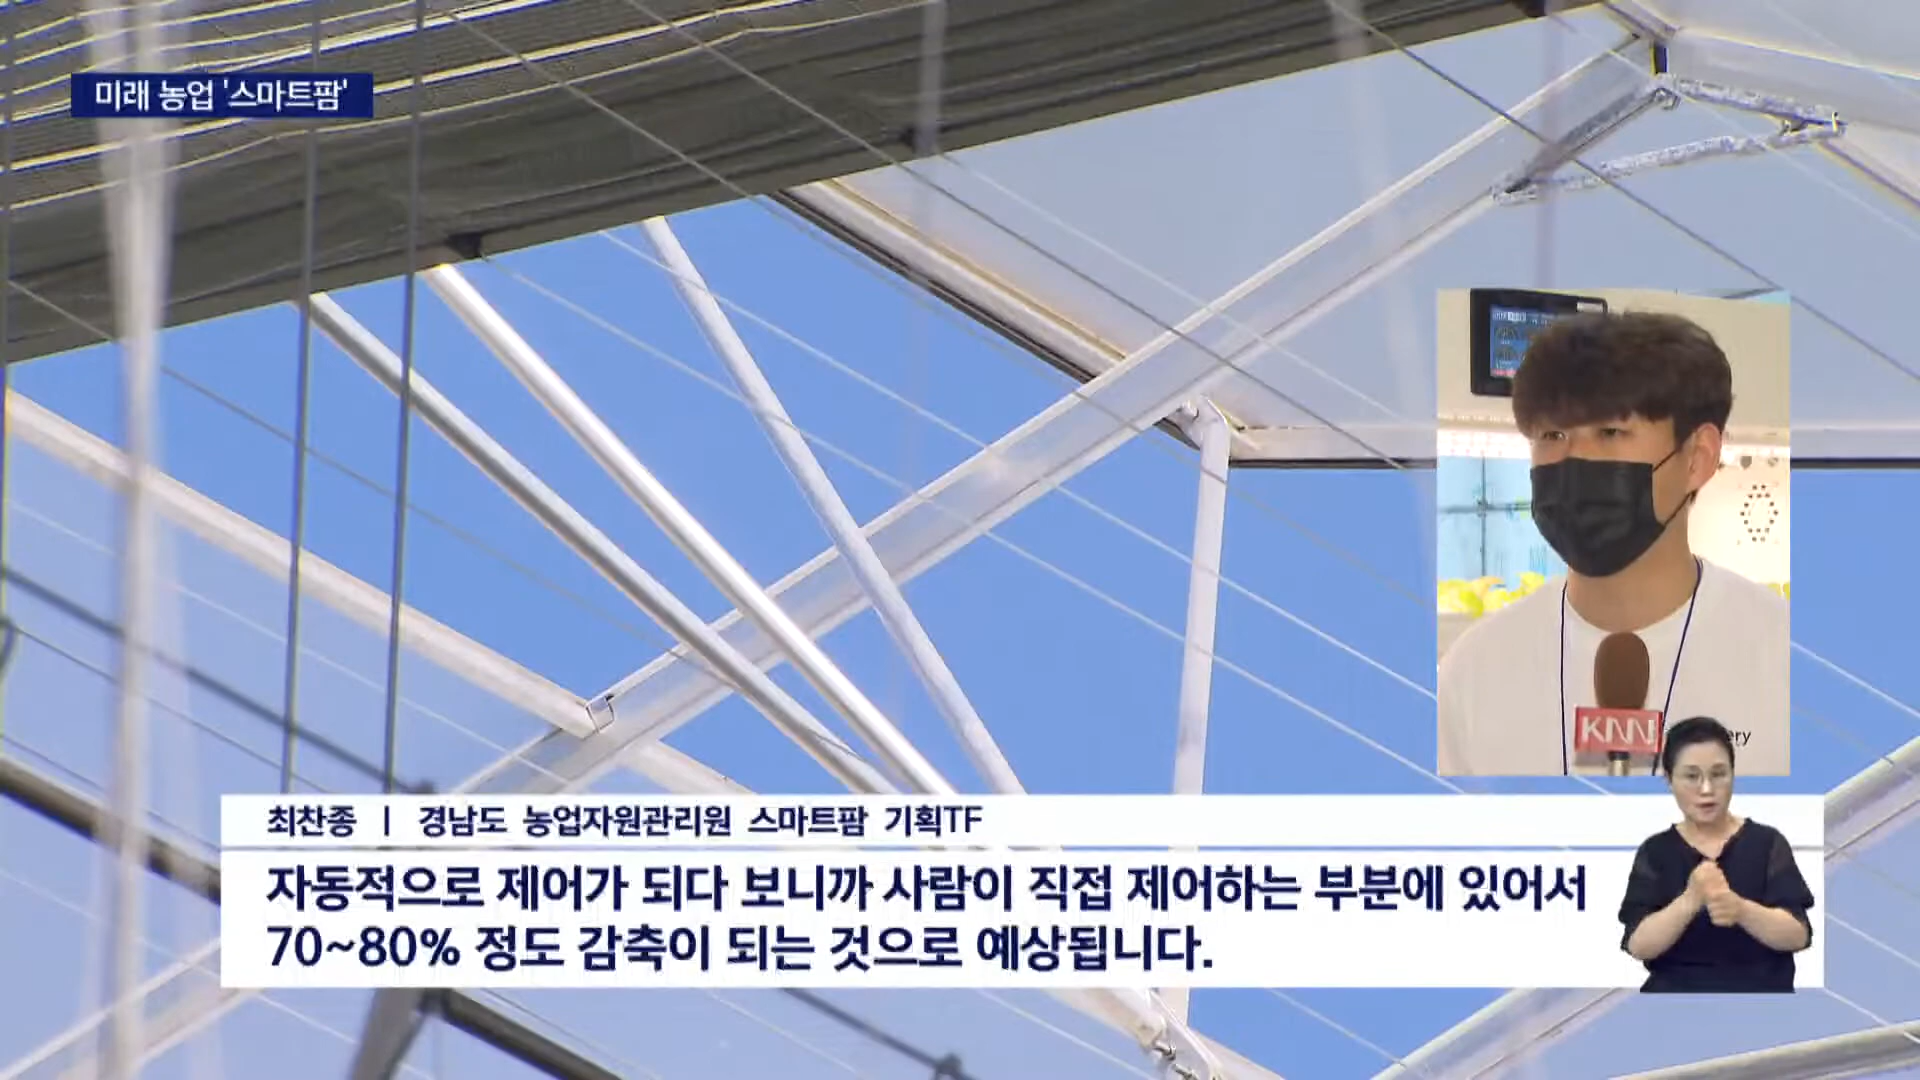 미래 농업 '스마트팜'
KNN
ery
최찬종 | 경남도 농업자원관리원 스마트팜 기획TF
자동적으로 제어가 되다 보니까 사람이 직접 제어하는 부분에 있어서
70~80% 정도 감축이 되는 것으로 예상됩니다.